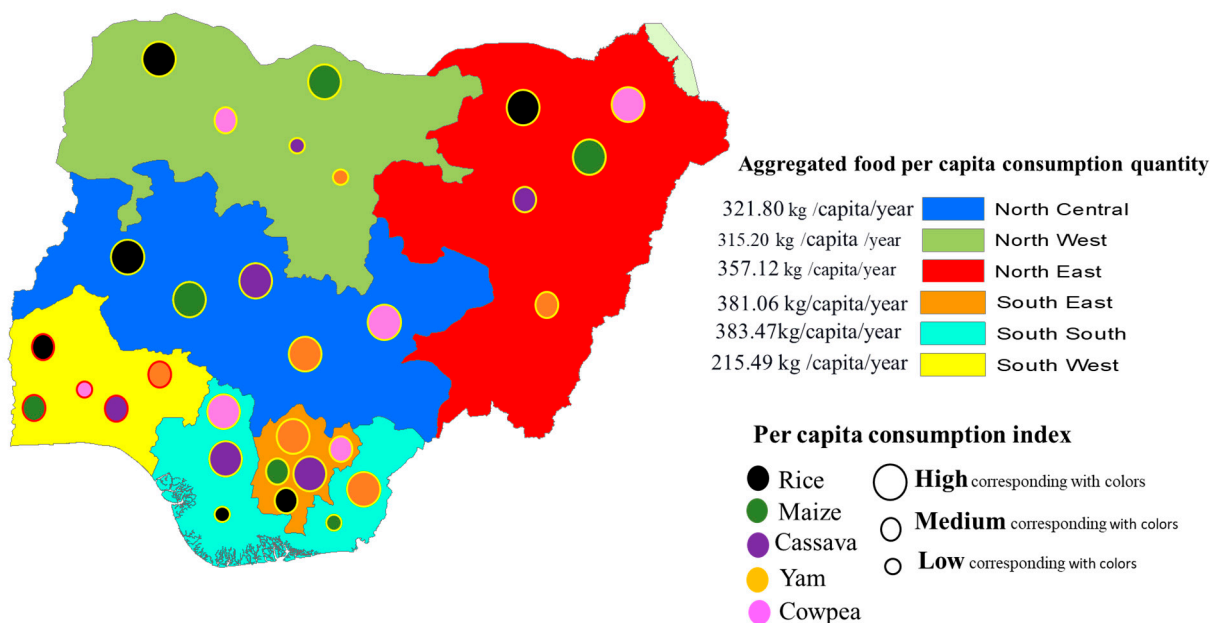 Aggregated food per capita consumption quantity
321.80 kg /capita/year North Central
315.20 kg /capita /year North West
357.12 kg /capita/year North East
381.06 kg/capita/year South East
383.47kg/capita/year South South
215.49 kg /capita/year South West
Per capita consumption index
Rice
High corresponding with colors
Maize
Medium corresponding with colors
Cassava
Low corresponding with colors
Yam
Cowpea